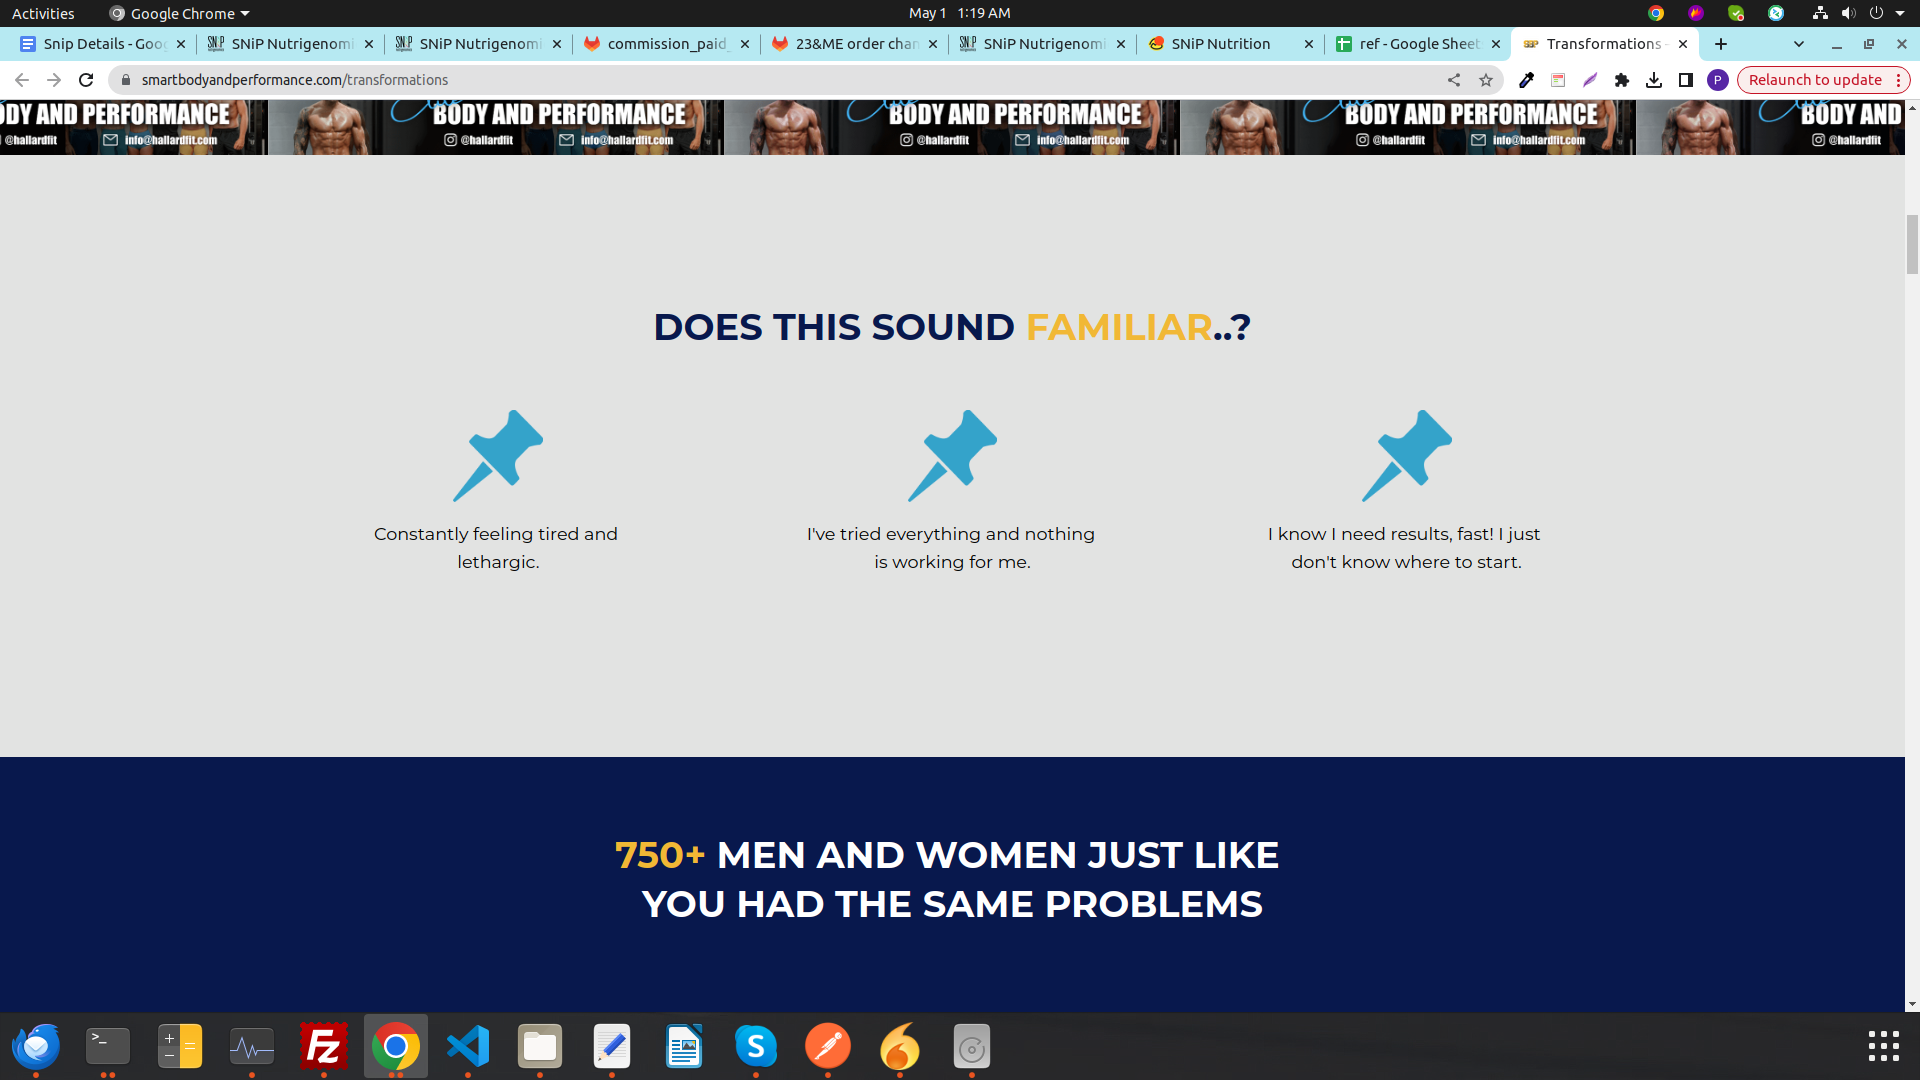 Activities
Google Chrome
May 1 1:19 AM
Snip Details - Goog
SNiP Nutrigenomi
SNiP Nutrigenomi
commission_paid_
23&ME order chan
SNiP Nutrigenomi
SNiP Nutrition
ref - Google Sheet
Transformations -
smartbodyandperformance.com/transformations
P
Relaunch to update
ODY AND PERFORMANCE
BODY AND PERFORMANCE
BODY AND PERFORMANCE
BODY AND PERFORMANCE
BODY AND
@hallardfit info@hallardfit.com
@hallardfit info@hallardfit.com
@hallardfit info@hallardfit.com
@hallardfit info@hallardfit.com
@hallardfit
DOES THIS SOUND FAMILIAR..?
Constantly feeling tired and
lethargic.
I've tried everything and nothing
is working for me.
I know I need results, fast! I just
don't know where to start.
750+ MEN AND WOMEN JUST LIKE
YOU HAD THE SAME PROBLEMS